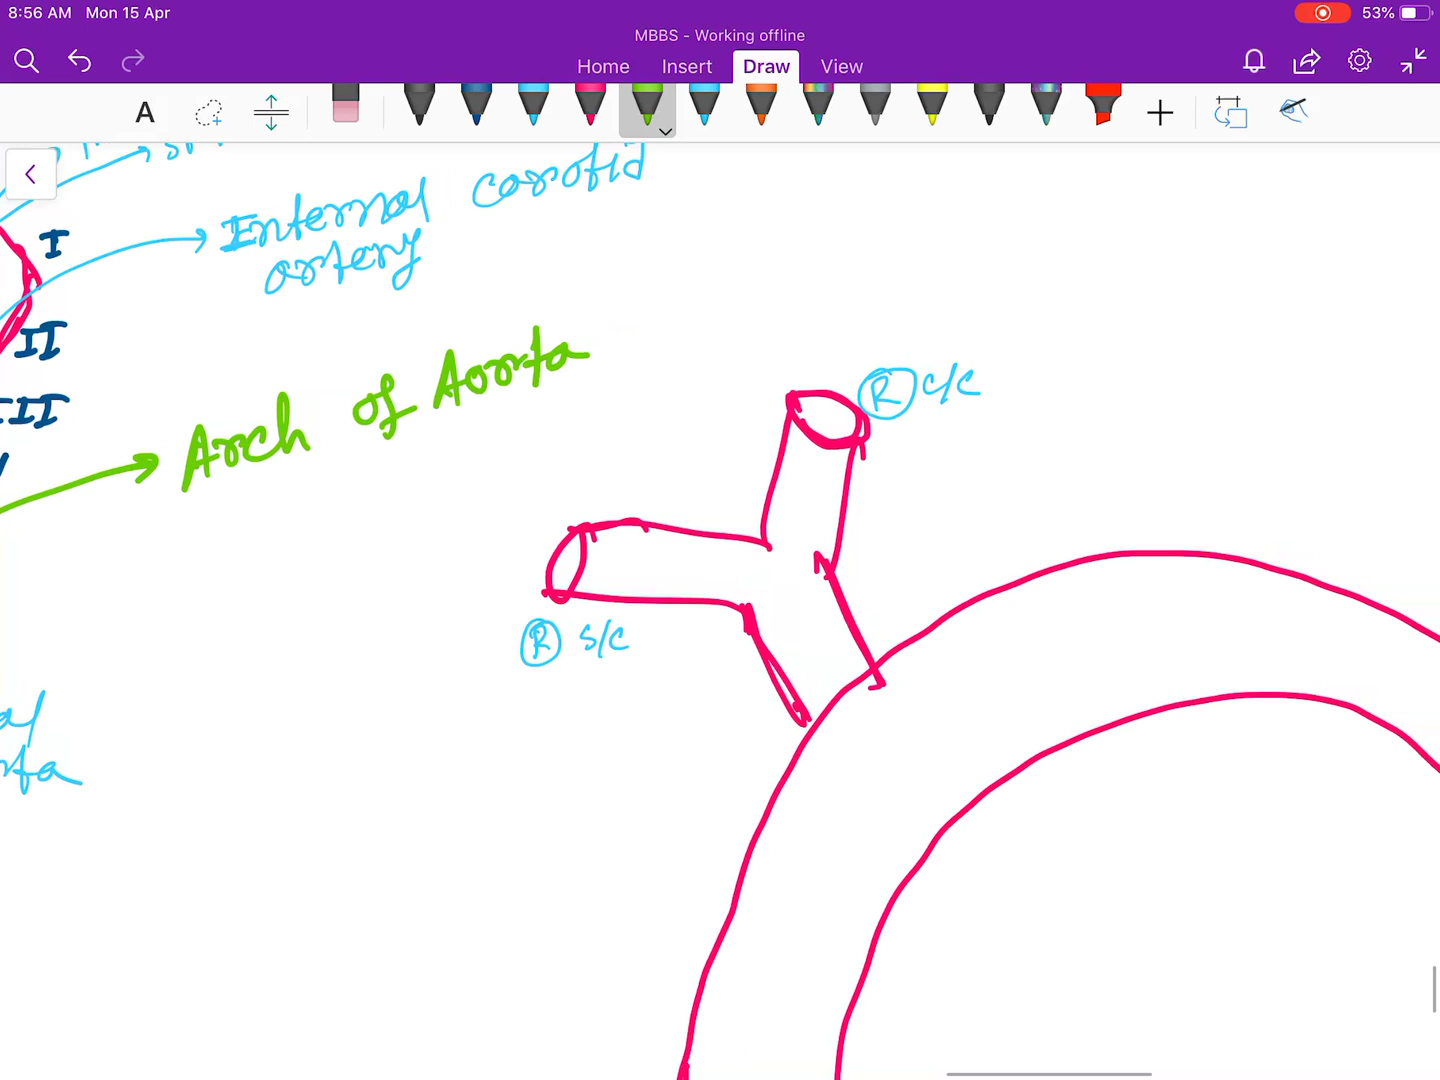 8:56 AM Mon 15 Apr
53%
MBBS - Working offline
Home Insert Draw View
A
Internal carotid
artery
I
II
III
Arch of Aorta
R c/c
R s/c